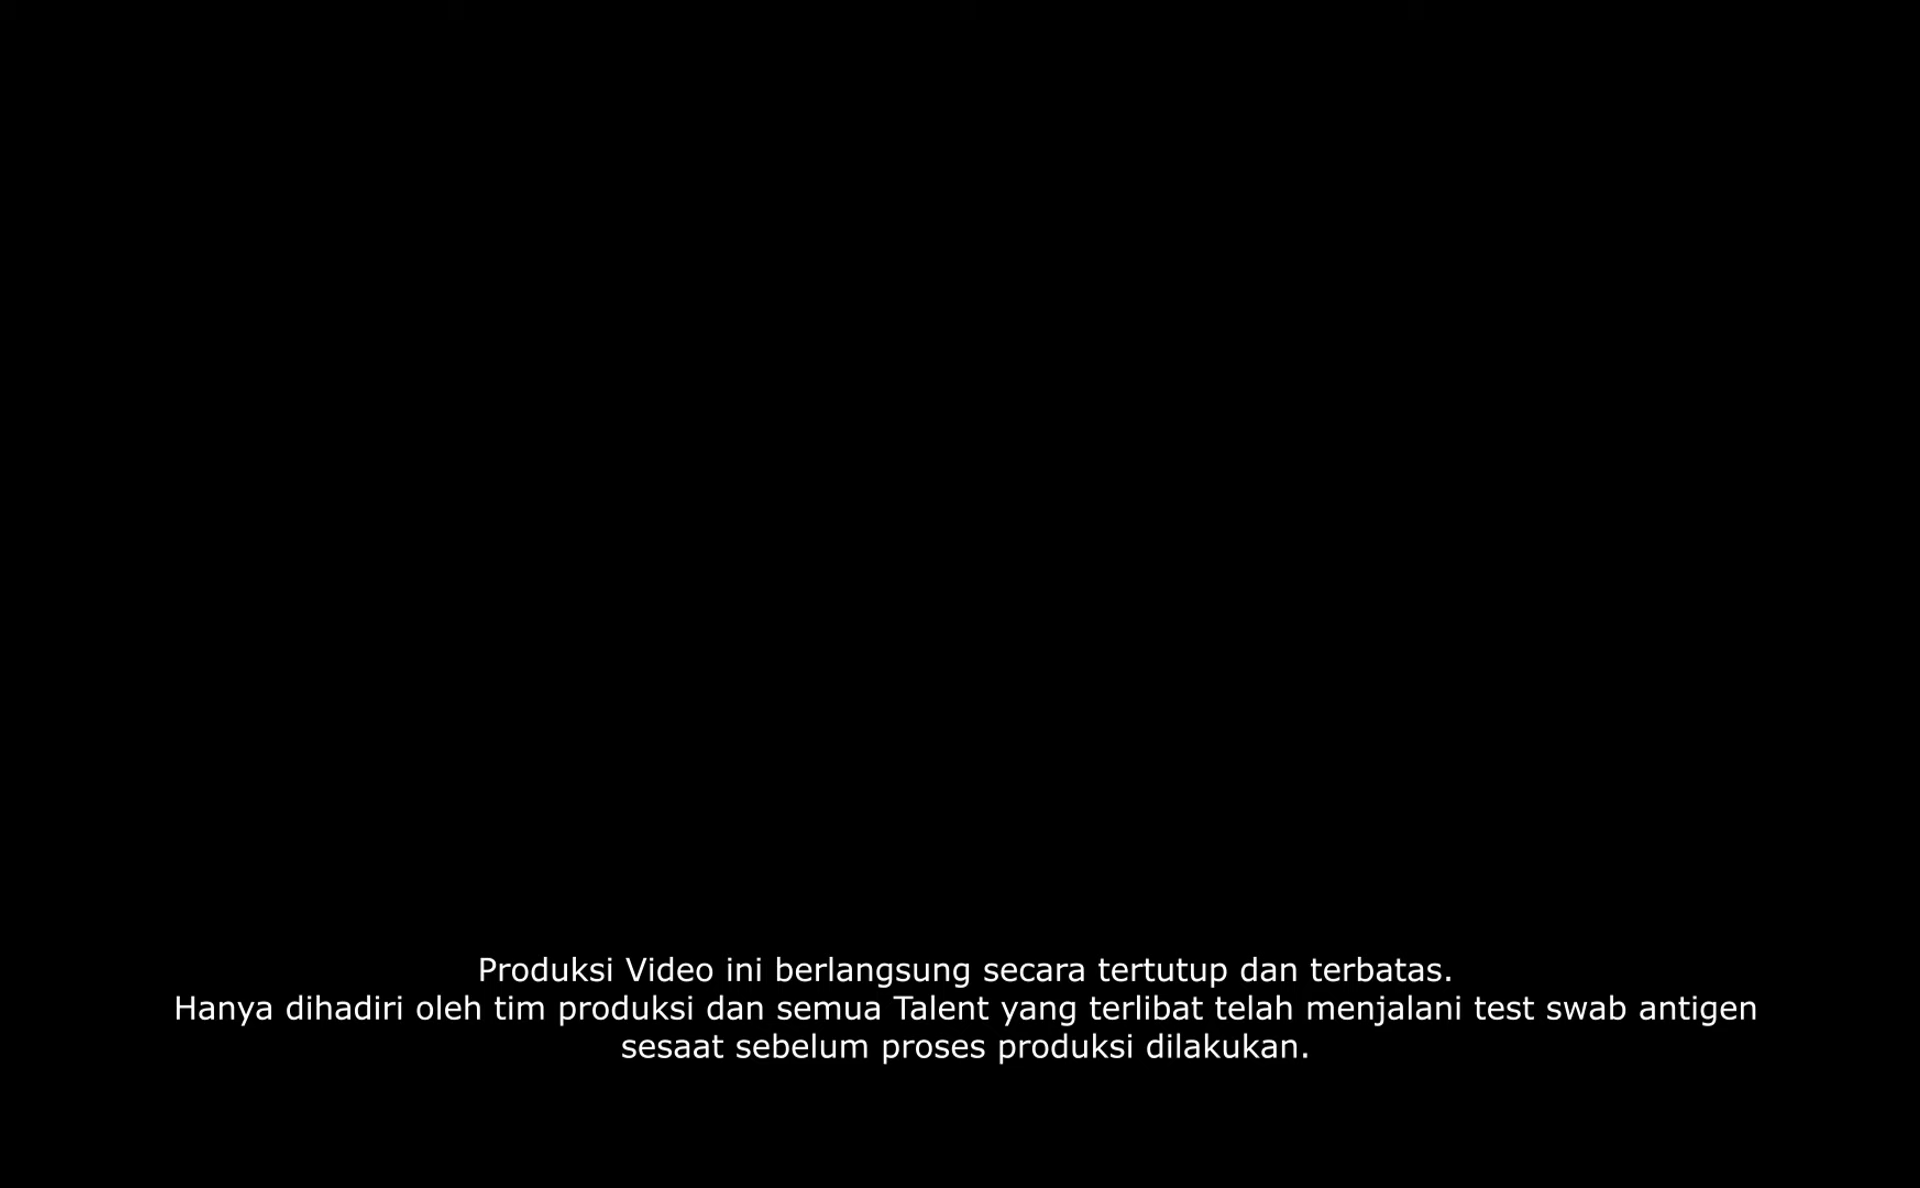 Produksi Video ini berlangsung secara tertutup dan terbatas.
Hanya dihadiri oleh tim produksi dan semua Talent yang terlibat telah menjalani test swab antigen
sesaat sebelum proses produksi dilakukan.